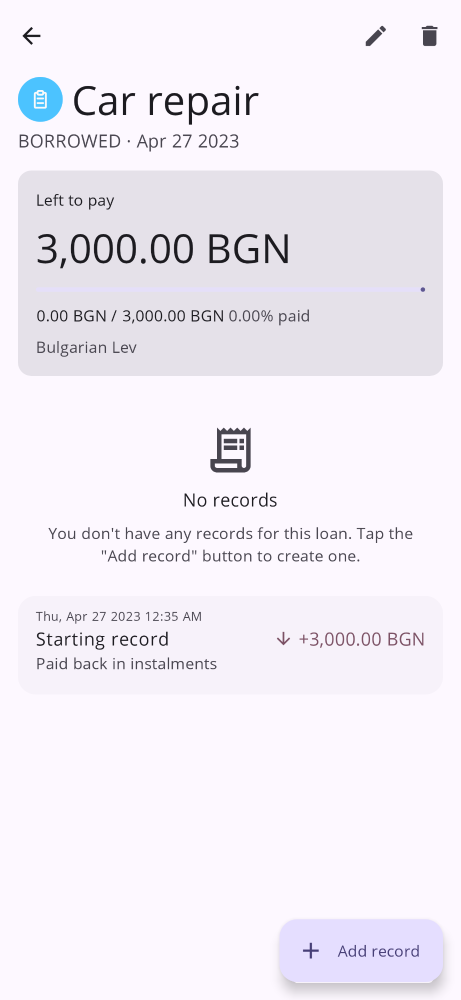 Car repair
BORROWED · Apr 27 2023
Left to pay
3,000.00 BGN
0.00 BGN / 3,000.00 BGN 0.00% paid
Bulgarian Lev
No records
You don't have any records for this loan. Tap the
"Add record" button to create one.
Thu, Apr 27 2023 12:35 AM
Starting record
+3,000.00 BGN
Paid back in instalments
Add record